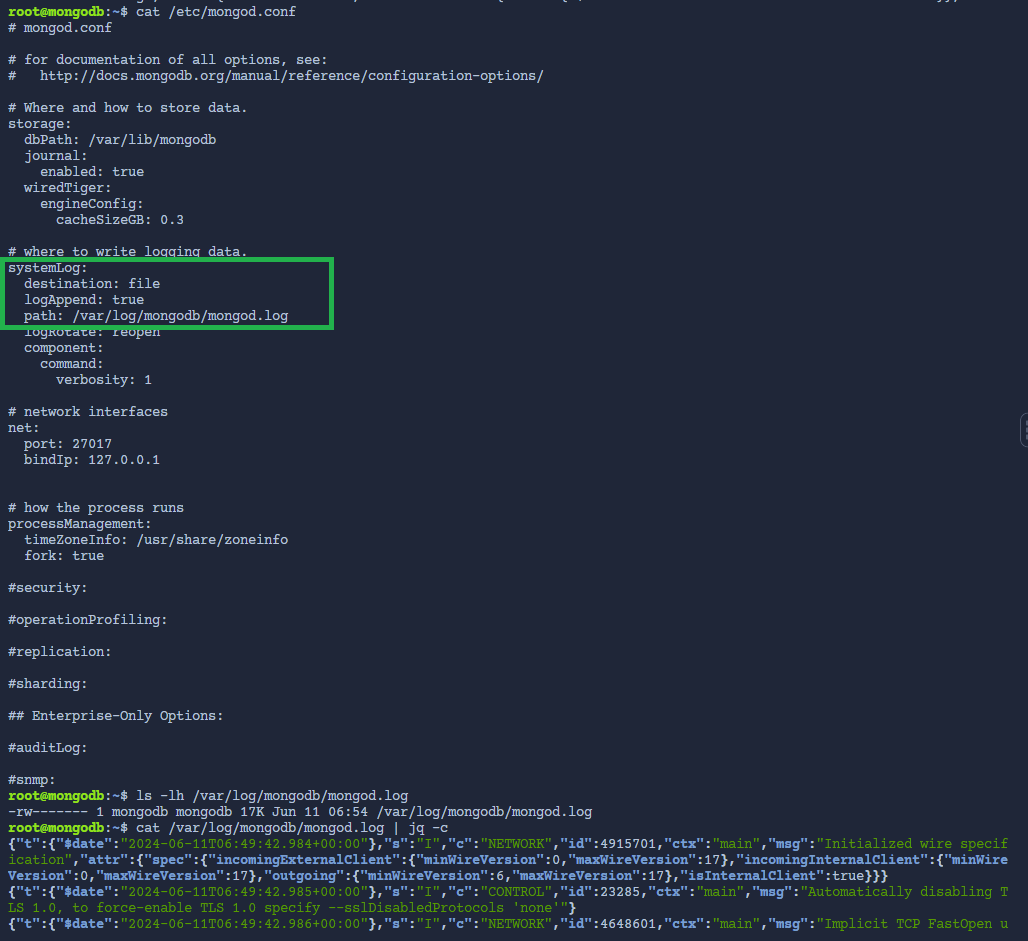 root@mongodb:~$ cat /etc/mongod.conf
# mongod.conf

# for documentation of all options, see:
#   http://docs.mongodb.org/manual/reference/configuration-options/

# Where and how to store data.
storage:
  dbPath: /var/lib/mongodb
  journal:
    enabled: true
  wiredTiger:
    engineConfig:
      cacheSizeGB: 0.3

# where to write logging data.
systemLog:
  destination: file
  logAppend: true
  path: /var/log/mongodb/mongod.log
  logRotate: reopen
  component:
    command:
      verbosity: 1

# network interfaces
net:
  port: 27017
  bindIp: 127.0.0.1


# how the process runs
processManagement:
  timeZoneInfo: /usr/share/zoneinfo
  fork: true

#security:

#operationProfiling:

#replication:

#sharding:

## Enterprise-Only Options:

#auditLog:

#snmp:
root@mongodb:~$ ls -lh /var/log/mongodb/mongod.log
-rw------- 1 mongodb mongodb 17K Jun 11 06:54 /var/log/mongodb/mongod.log
root@mongodb:~$ cat /var/log/mongodb/mongod.log | jq -c
{"t":{"$date":"2024-06-11T06:49:42.984+00:00"},"s":"I","c":"NETWORK","id":4915701,"ctx":"main","msg":"Initialized wire specif
ication","attr":{"spec":{"incomingExternalClient":{"minWireVersion":0,"maxWireVersion":17},"incomingInternalClient":{"minWire
Version":0,"maxWireVersion":17},"outgoing":{"minWireVersion":6,"maxWireVersion":17},"isInternalClient":true}}}
{"t":{"$date":"2024-06-11T06:49:42.985+00:00"},"s":"I","c":"CONTROL","id":23285,"ctx":"main","msg":"Automatically disabling T
LS 1.0, to force-enable TLS 1.0 specify --sslDisabledProtocols 'none'"}
{"t":{"$date":"2024-06-11T06:49:42.986+00:00"},"s":"I","c":"NETWORK","id":4648601,"ctx":"main","msg":"Implicit TCP FastOpen u